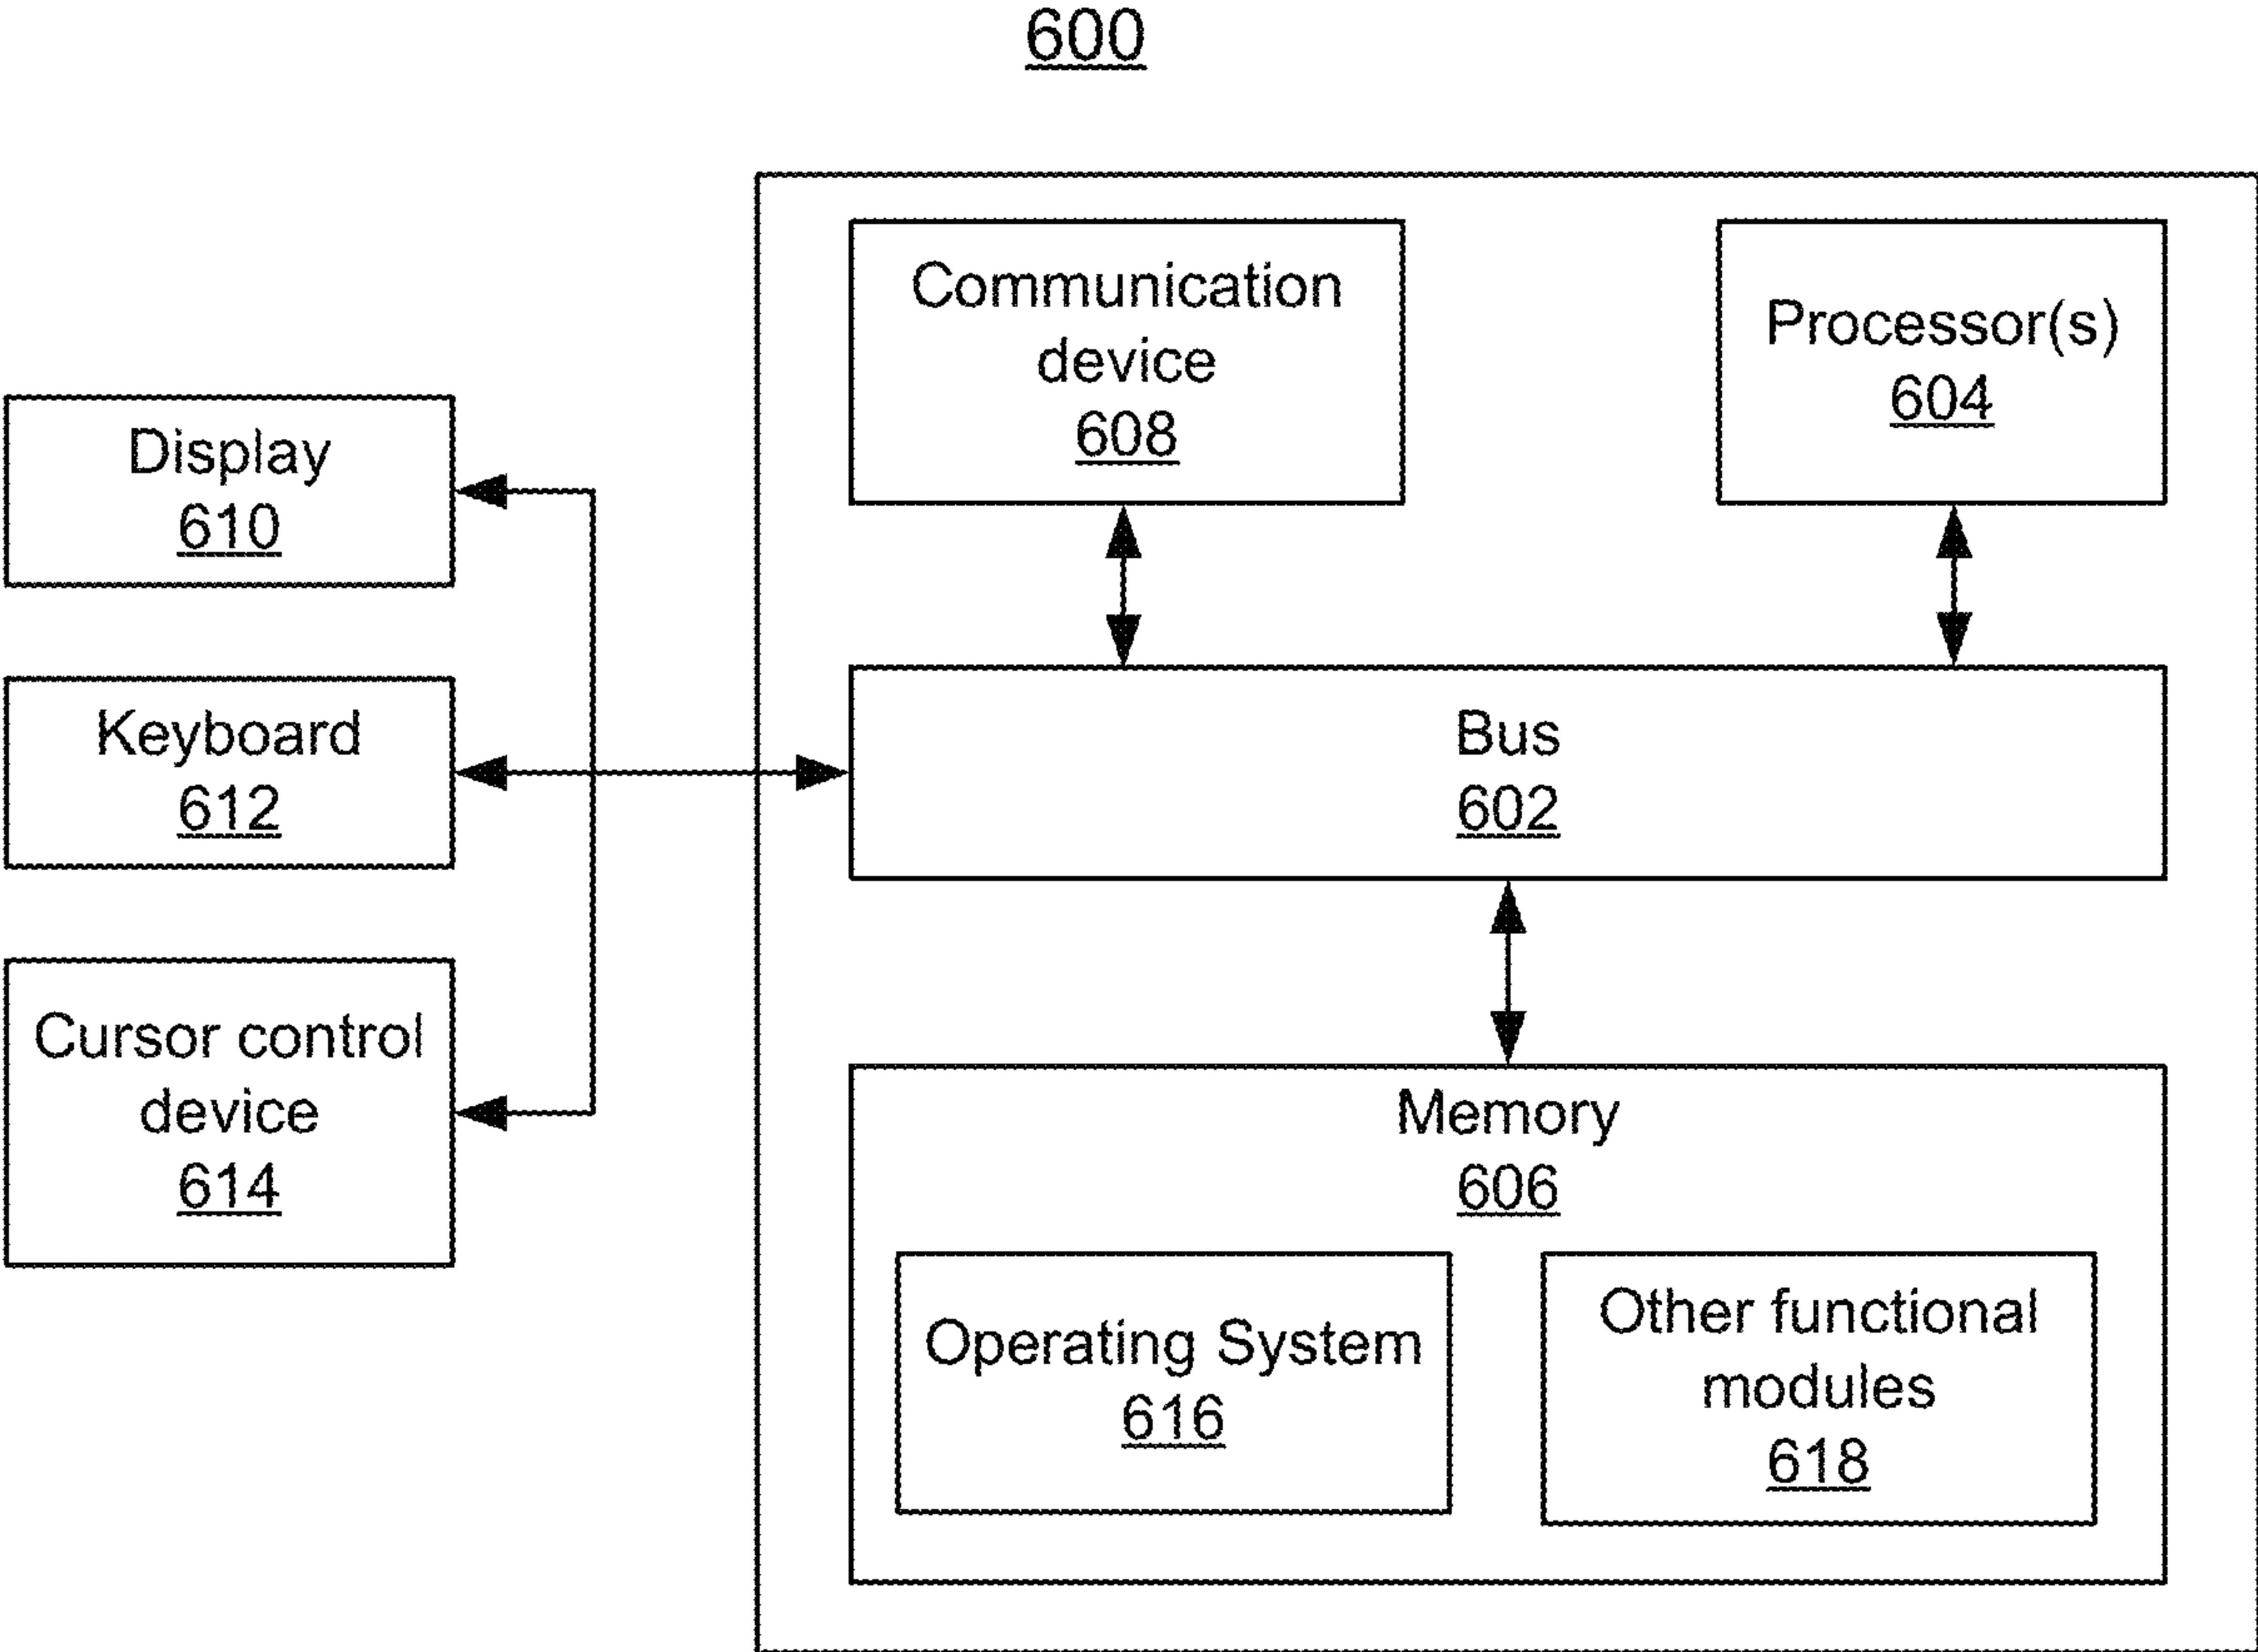 600
Communication
device
608
Processor(s)
604
Display
610
Keyboard
612
Bus
602
Cursor control
device
614
Memory
606
Operating System
616
Other functional
modules
618